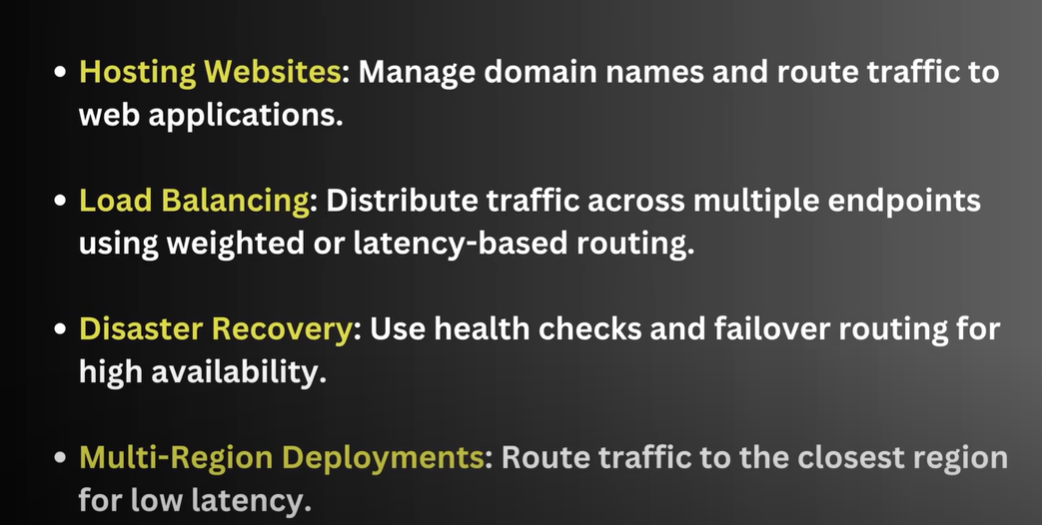 • Hosting Websites: Manage domain names and route traffic to
web applications.
• Load Balancing: Distribute traffic across multiple endpoints
using weighted or latency-based routing.
• Disaster Recovery: Use health checks and failover routing for
high availability.
• Multi-Region Deployments: Route traffic to the closest region
for low latency.